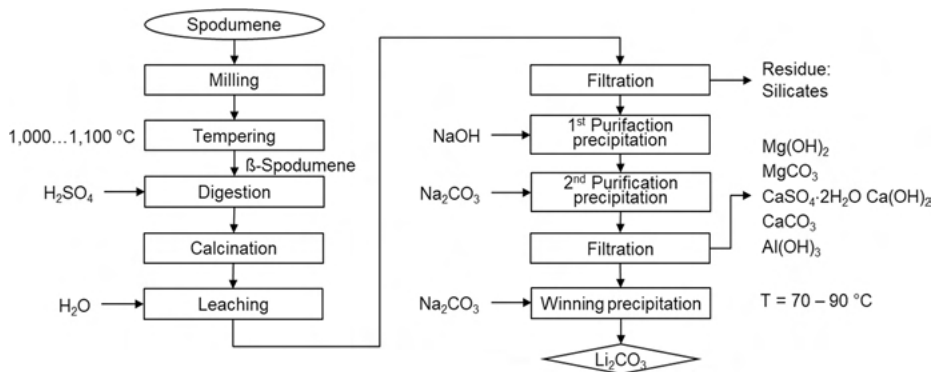 Spodumene
Milling
1,000…1,100 °C
Tempering
ß-Spodumene
H₂SO₄
Digestion
Calcination
H₂O
Leaching
Filtration
Residue:
Silicates
NaOH
1st Purifaction
precipitation
Na₂CO₃
2nd Purification
precipitation
Mg(OH)₂
MgCO₃
CaSO₄·2H₂O Ca(OH)₂
CaCO₃
Al(OH)₃
Filtration
Na₂CO₃
Winning precipitation
T = 70 – 90 °C
Li₂CO₃